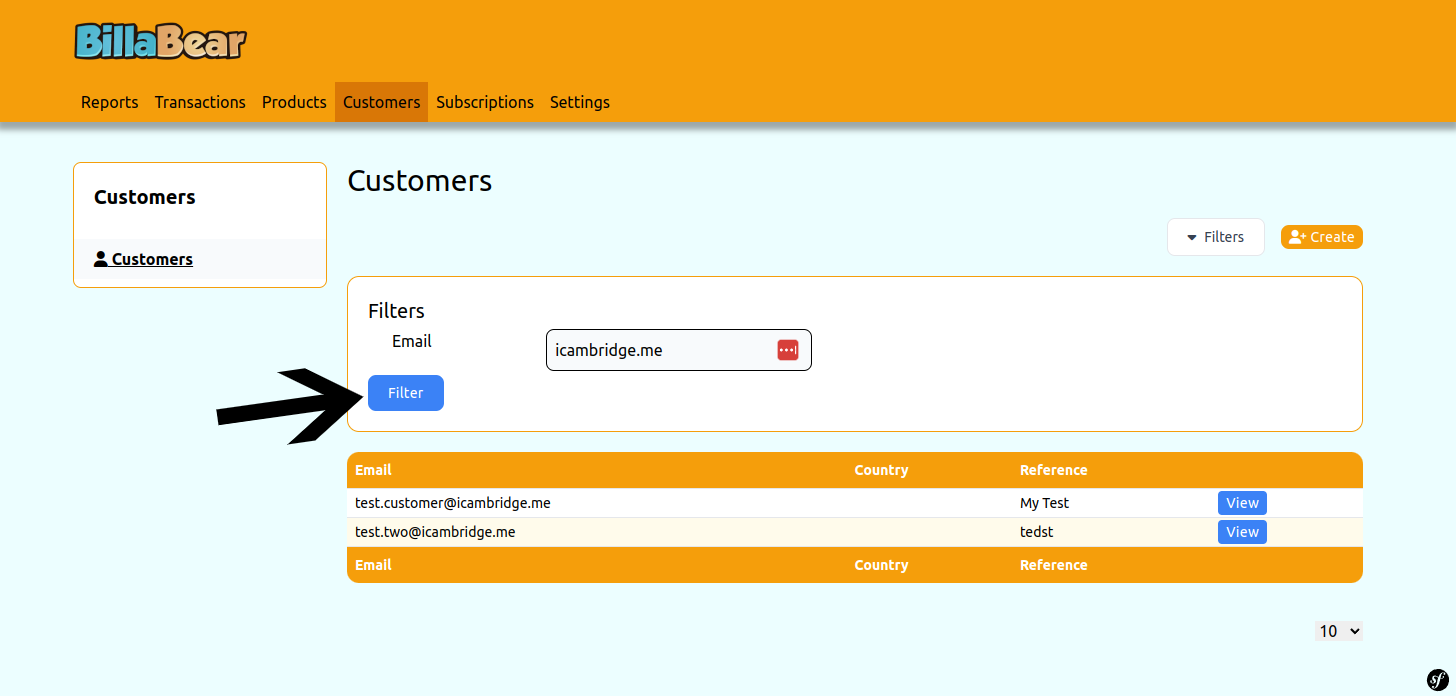 BillaBear
Reports Transactions Products Customers Subscriptions Settings
Customers
Customers
Customers
Filters Create
Filters
Email icambridge.me
Filter
Email Country Reference
test.customer@icambridge.me My Test View
test.two@icambridge.me tedst View
Email Country Reference
10
sf